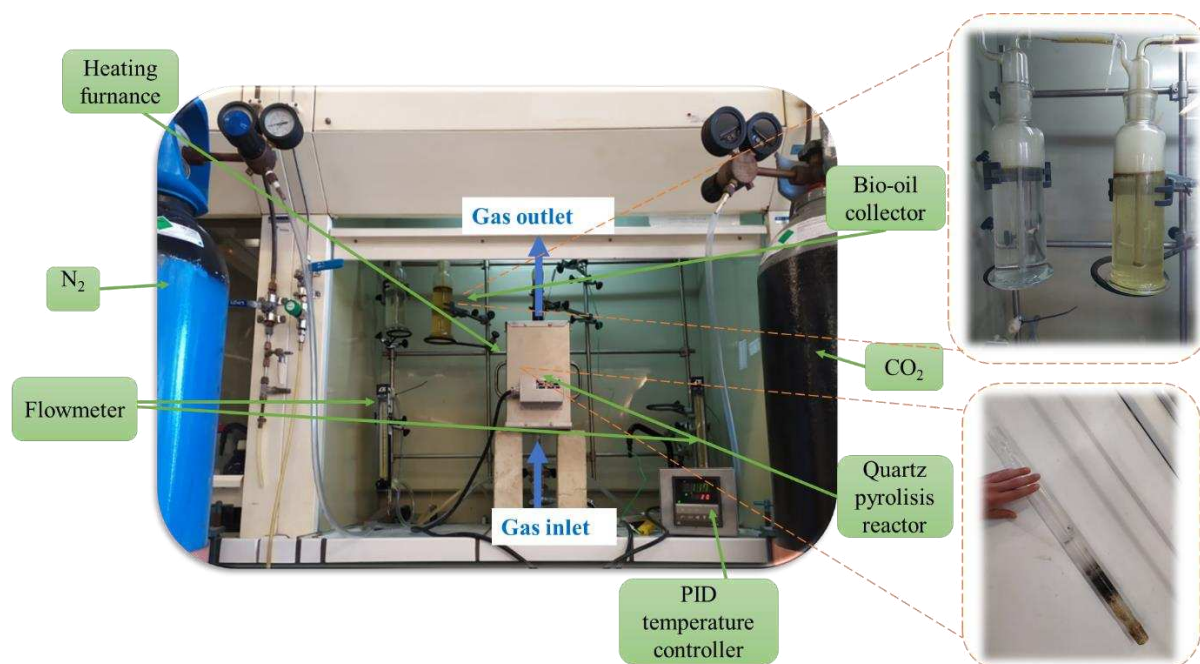 Heating
furnance
Gas outlet
Bio-oil
collector
N₂
CO₂
Flowmeter
Quartz
pyrolisis
reactor
Gas inlet
PID
temperature
controller